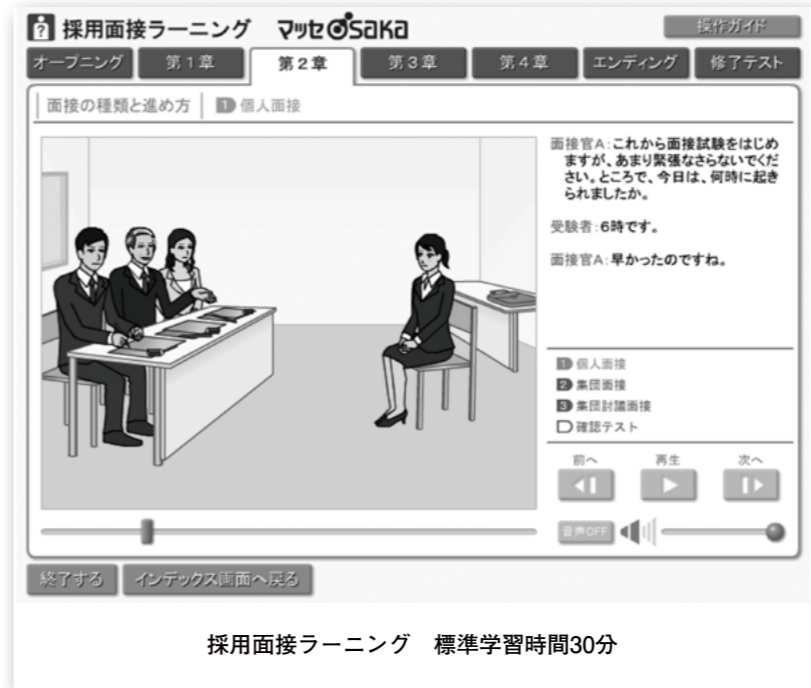 採用面接ラーニング マッセOSaKa
操作ガイド
オープニング 第1章 第2章 第3章 第4章 エンディング 修了テスト
面接の種類と進め方 1 個人面接
面接官A:これから面接試験をはじめ
ますが、あまり緊張なさらないでくだ
さい。ところで、今日は、何時に起き
られましたか。
受験者:6時です。
面接官A:早かったのですね。
1 個人面接
2 集団面接
3 集団討議面接
確認テスト
前へ 再生 次へ
音声OFF
終了する インデックス画面へ戻る
採用面接ラーニング 標準学習時間30分